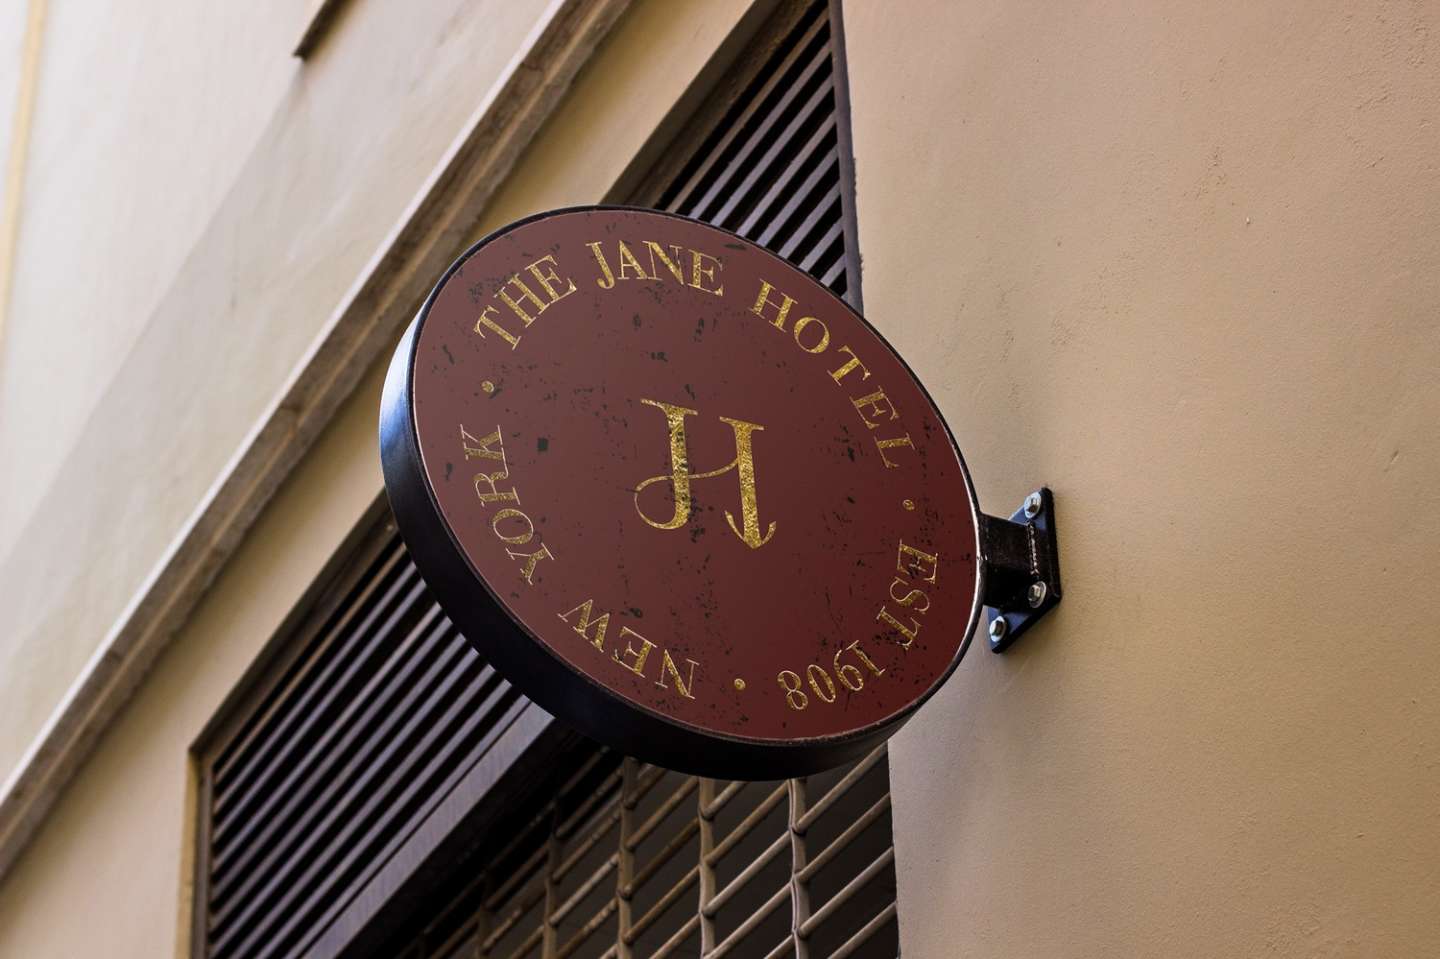 THE JANE HOTEL · EST 1908 · NEW YORK ·
JH